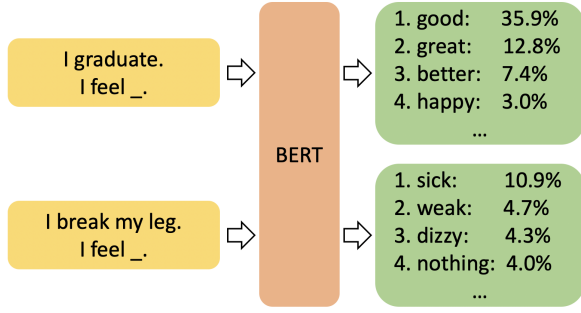 I graduate.
I feel _.
BERT
1. good: 35.9%
2. great: 12.8%
3. better: 7.4%
4. happy: 3.0%
...
I break my leg.
I feel _.
1. sick: 10.9%
2. weak: 4.7%
3. dizzy: 4.3%
4. nothing: 4.0%
...